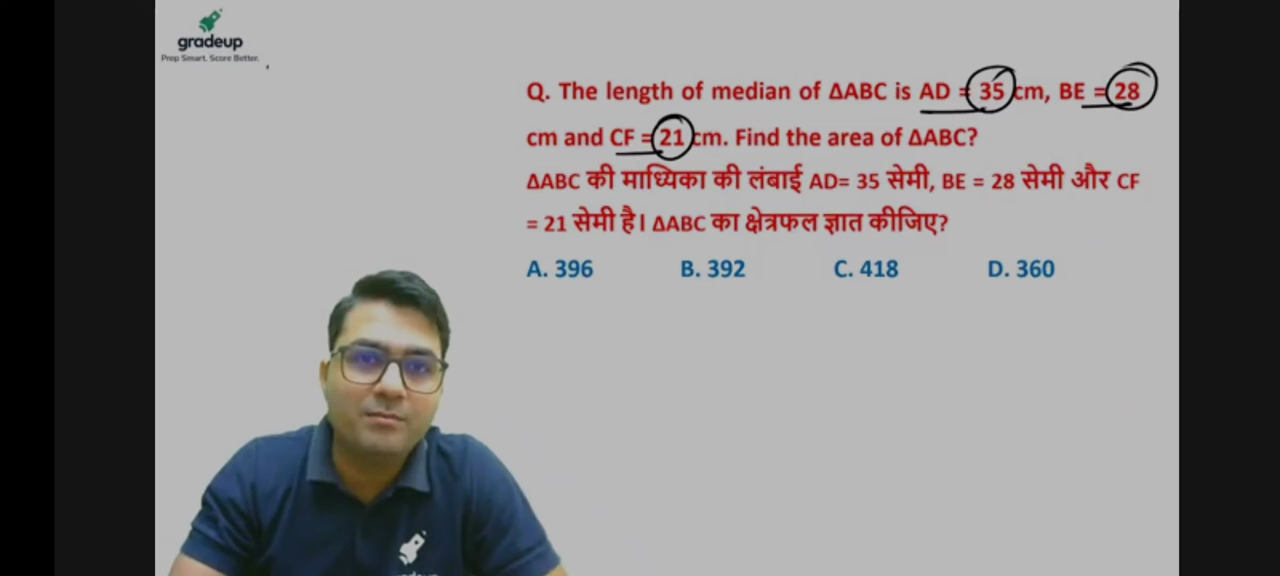 gradeup
Prep Smart. Score Better.
Q. The length of median of ΔABC is AD = 35 cm, BE = 28
cm and CF = 21 cm. Find the area of ΔABC?
ΔABC की माध्यिका की लंबाई AD= 35 सेमी, BE = 28 सेमी और CF
= 21 सेमी है। ΔABC का क्षेत्रफल ज्ञात कीजिए?
A. 396 B. 392 C. 418 D. 360